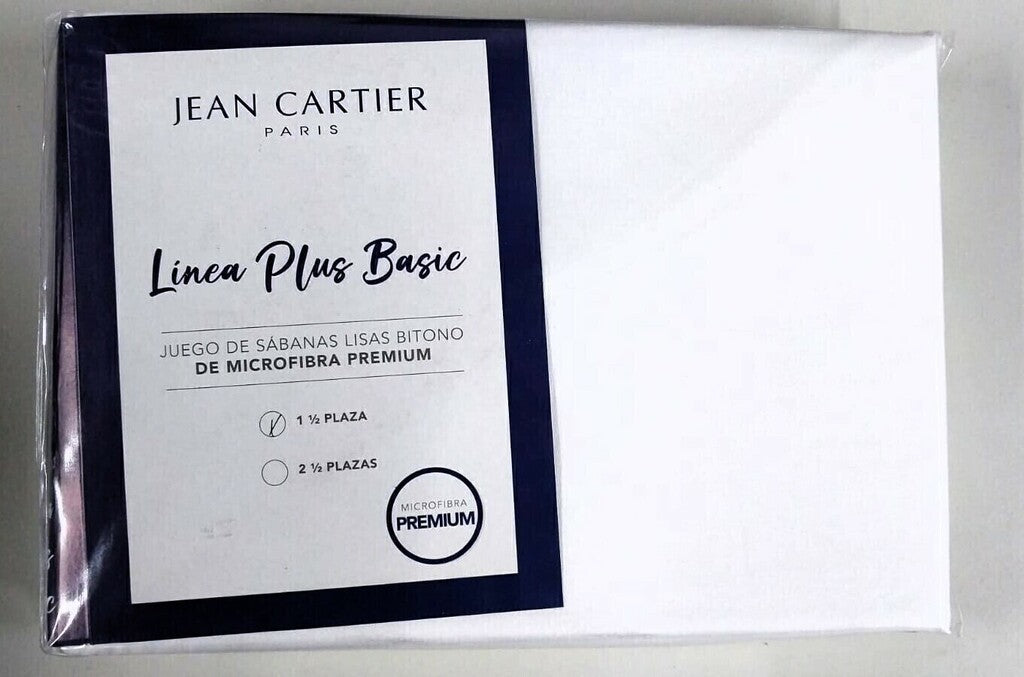 JEAN CARTIER
PARIS
Línea Plus Basic
JUEGO DE SÁBANAS LISAS BITONO
DE MICROFIBRA PREMIUM
1 ½ PLAZA
2 ½ PLAZAS
MICROFIBRA
PREMIUM